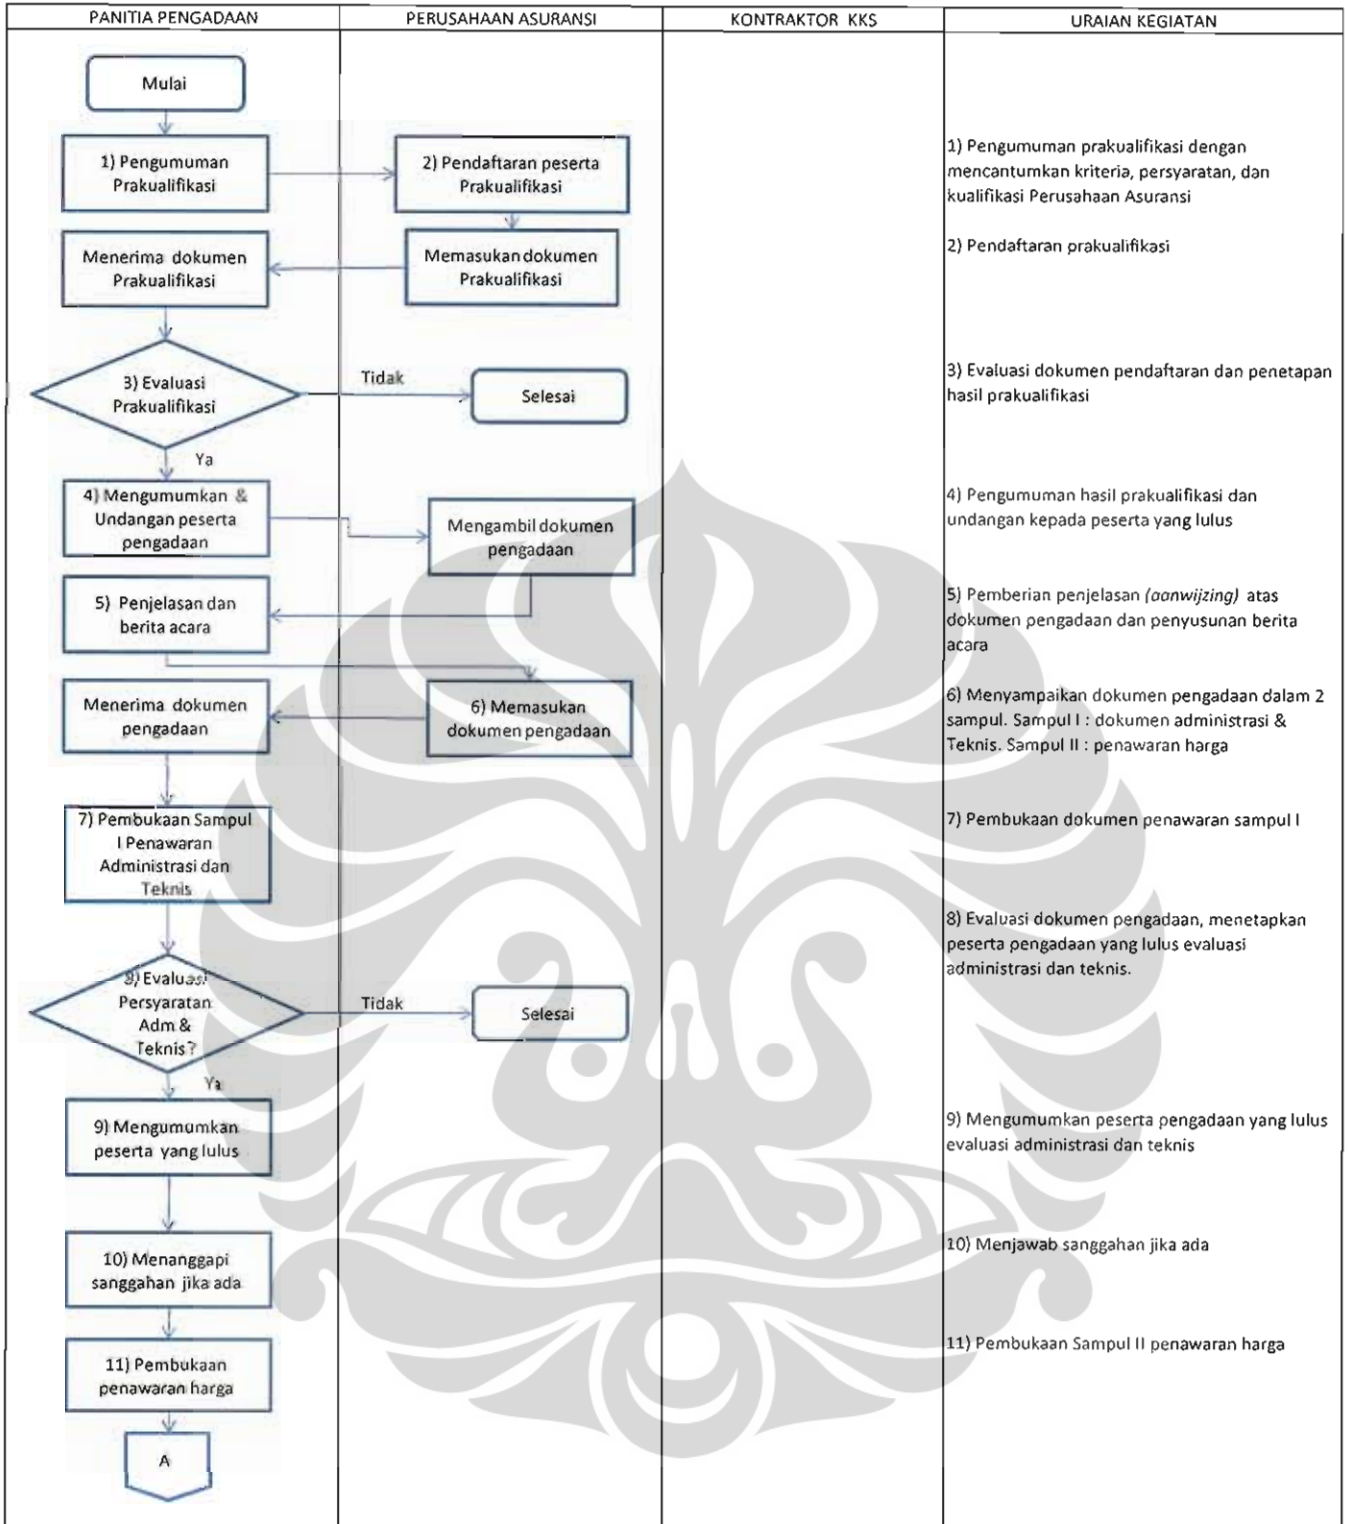 PANITIA PENGADAAN
PERUSAHAAN ASURANSI
KONTRAKTOR KKS
URAIAN KEGIATAN
Mulai
1) Pengumuman
Prakualifikasi
2) Pendaftaran peserta
Prakualifikasi
1) Pengumuman prakualifikasi dengan
mencantumkan kriteria, persyaratan, dan
kualifikasi Perusahaan Asuransi
Menerima dokumen
Prakualifikasi
Memasukan dokumen
Prakualifikasi
2) Pendaftaran prakualifikasi
3) Evaluasi
Prakualifikasi
Tidak
Selesai
3) Evaluasi dokumen pendaftaran dan penetapan
hasil prakualifikasi
Ya
4) Mengumumkan &
Undangan peserta
pengadaan
Mengambil dokumen
pengadaan
4) Pengumuman hasil prakualifikasi dan
undangan kepada peserta yang lulus
5) Penjelasan dan
berita acara
5) Pemberian penjelasan (aanwijzing) atas
dokumen pengadaan dan penyusunan berita
acara
Menerima dokumen
pengadaan
6) Memasukan
dokumen pengadaan
6) Menyampaikan dokumen pengadaan dalam 2
sampul. Sampul I : dokumen administrasi &
Teknis. Sampul II : penawaran harga
7) Pembukaan Sampul
I Penawaran
Administrasi dan
Teknis
7) Pembukaan dokumen penawaran sampul I
8) Evaluasi dokumen pengadaan, menetapkan
peserta pengadaan yang lulus evaluasi
administrasi dan teknis.
8) Evaluasi
Persyaratan
Adm &
Teknis?
Tidak
Selesai
Ya
9) Mengumumkan
peserta yang lulus
9) Mengumumkan peserta pengadaan yang lulus
evaluasi administrasi dan teknis
10) Menanggapi
sanggahan jika ada
10) Menjawab sanggahan jika ada
11) Pembukaan
penawaran harga
11) Pembukaan Sampul II penawaran harga
A